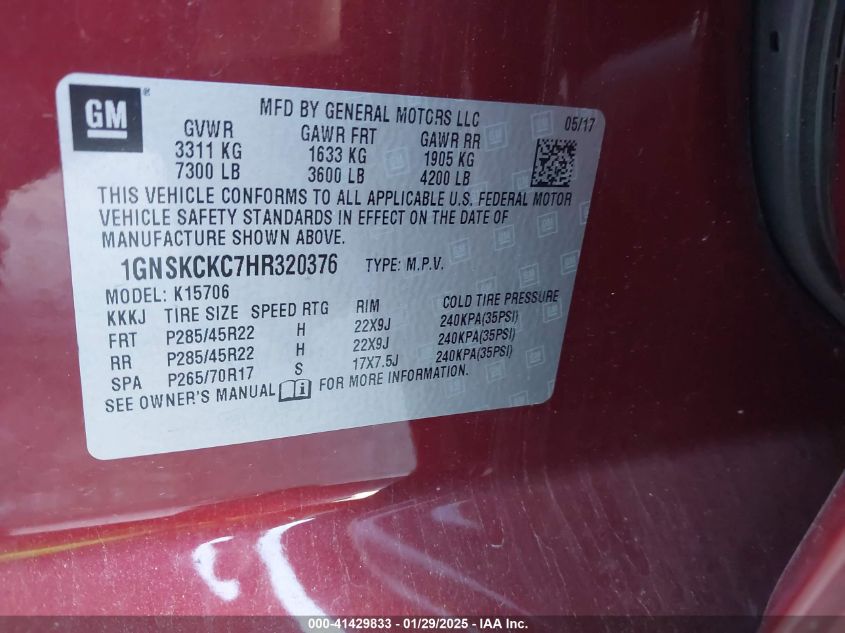 GM ®
MFD BY GENERAL MOTORS LLC
05/17
GVWR GAWR FRT GAWR RR
3311 KG 1633 KG 1905 KG
7300 LB 3600 LB 4200 LB
THIS VEHICLE CONFORMS TO ALL APPLICABLE U.S. FEDERAL MOTOR
VEHICLE SAFETY STANDARDS IN EFFECT ON THE DATE OF
MANUFACTURE SHOWN ABOVE.
1GNSKCKC7HR320376 TYPE: M.P.V.
MODEL: K15706
KKKJ TIRE SIZE SPEED RTG RIM COLD TIRE PRESSURE
FRT P285/45R22 H 22X9J 240KPA(35PSI)
RR P285/45R22 H 22X9J 240KPA(35PSI)
SPA P265/70R17 S 17X7.5J 240KPA(35PSI)
SEE OWNER'S MANUAL i FOR MORE INFORMATION.
000-41429833 - 01/29/2025 - IAA Inc.